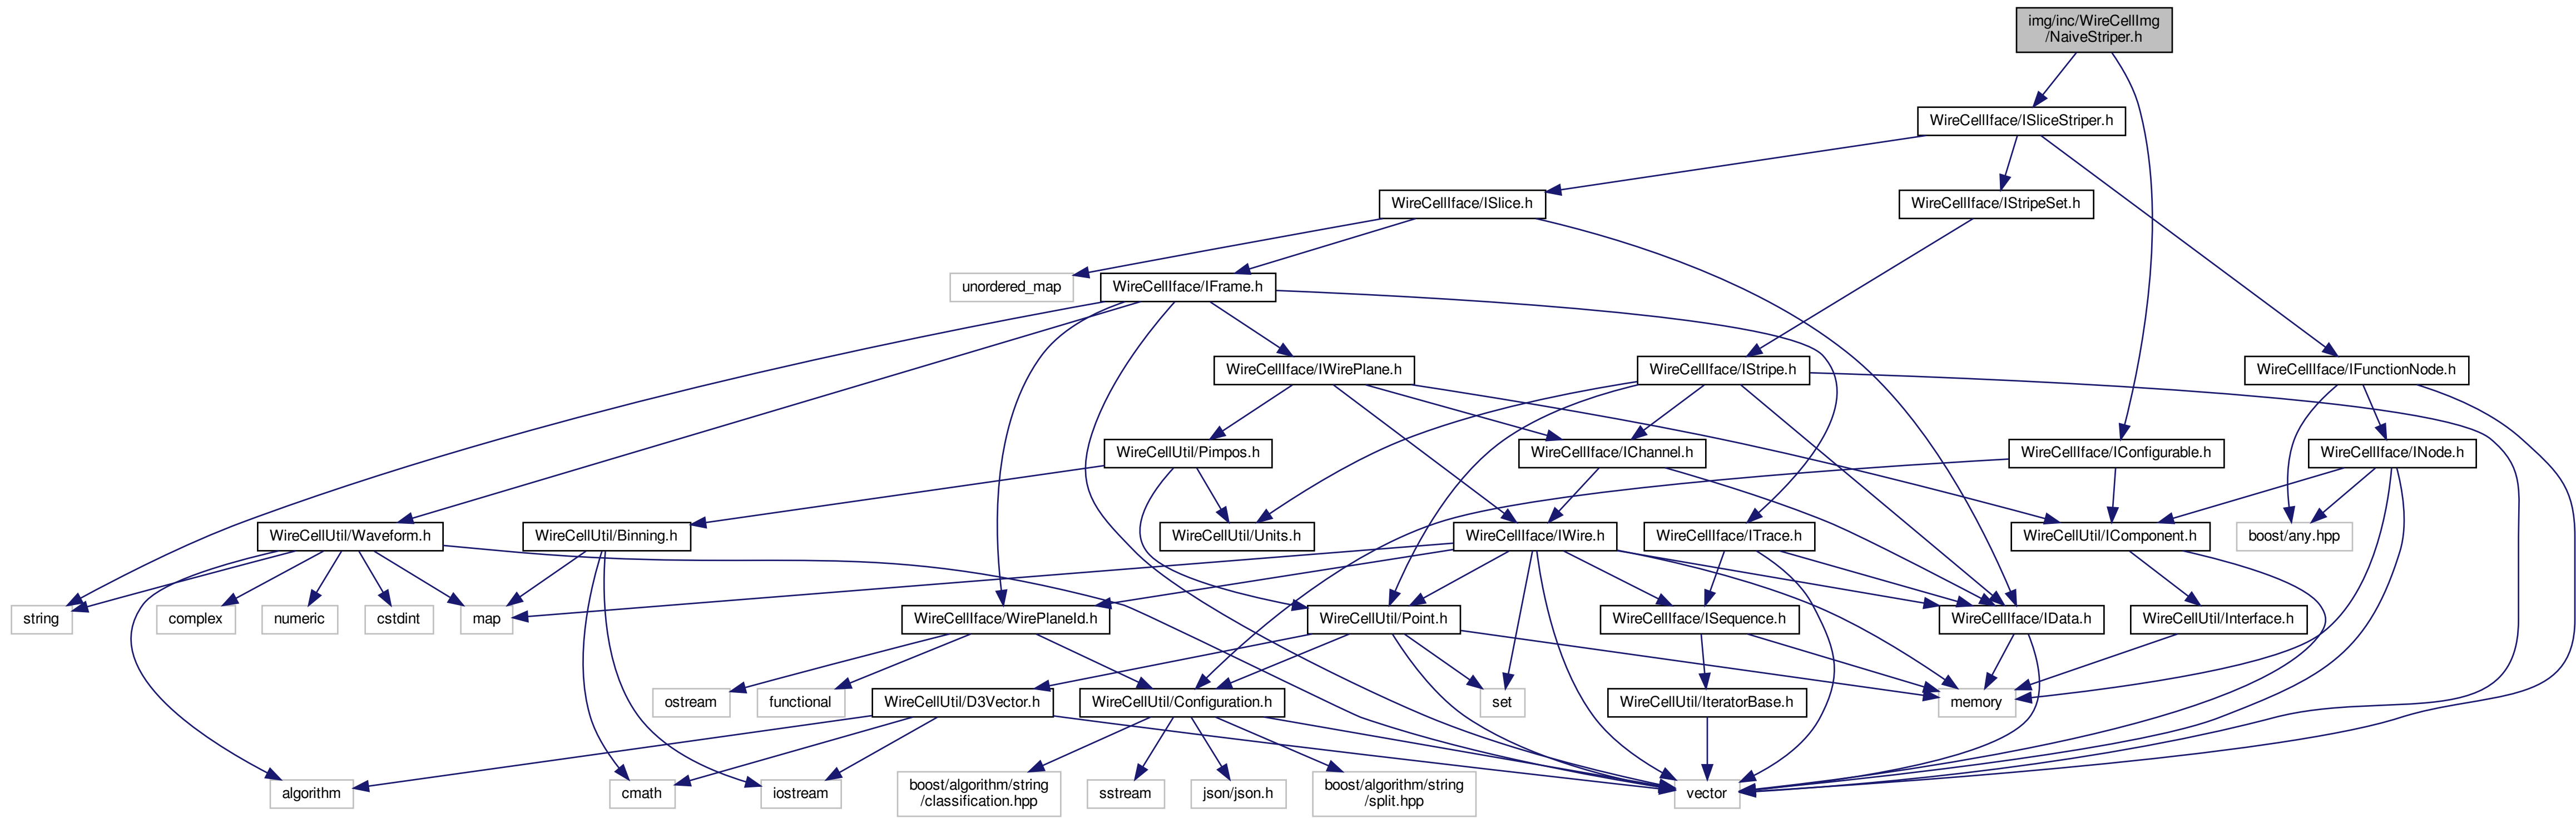 img/inc/WireCellImg
/NaiveStriper.h
WireCellIface/ISliceStriper.h
WireCellIface/ISlice.h
WireCellIface/IStripeSet.h
unordered_map
WireCellIface/IFrame.h
WireCellIface/IWirePlane.h
WireCellIface/IStripe.h
WireCellIface/IFunctionNode.h
WireCellUtil/Pimpos.h
WireCellIface/IChannel.h
WireCellIface/IConfigurable.h
WireCellIface/INode.h
WireCellUtil/Waveform.h
WireCellUtil/Binning.h
WireCellUtil/Units.h
WireCellIface/IWire.h
WireCellIface/ITrace.h
WireCellUtil/IComponent.h
boost/any.hpp
string
complex
numeric
cstdint
map
WireCellIface/WirePlaneId.h
WireCellUtil/Point.h
WireCellIface/ISequence.h
WireCellIface/IData.h
WireCellUtil/Interface.h
ostream
functional
WireCellUtil/D3Vector.h
WireCellUtil/Configuration.h
set
WireCellUtil/IteratorBase.h
memory
algorithm
cmath
iostream
boost/algorithm/string
/classification.hpp
sstream
json/json.h
boost/algorithm/string
/split.hpp
vector